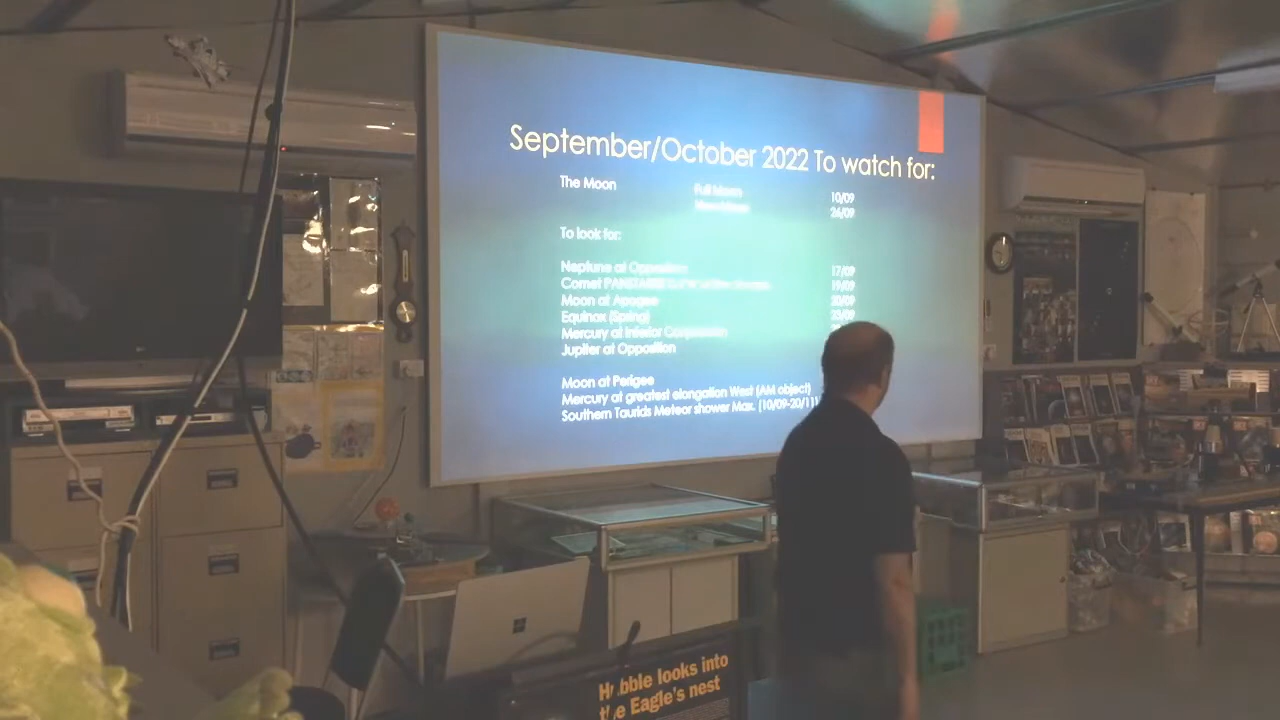 September/October 2022 To watch for:
The Moon Full Moon 10/09
New Moon 26/09
To look for:
Neptune at Opposition 17/09
Comet PANSTARRS 19/09
Moon at Apogee 20/09
Equinox (Spring) 23/09
Mercury at Inferior Conjunction
Jupiter at Opposition
Moon at Perigee
Mercury at greatest elongation West (AM object)
Southern Taurids Meteor shower Max. (10/09-20/11)
Hubble looks into
the Eagle's nest